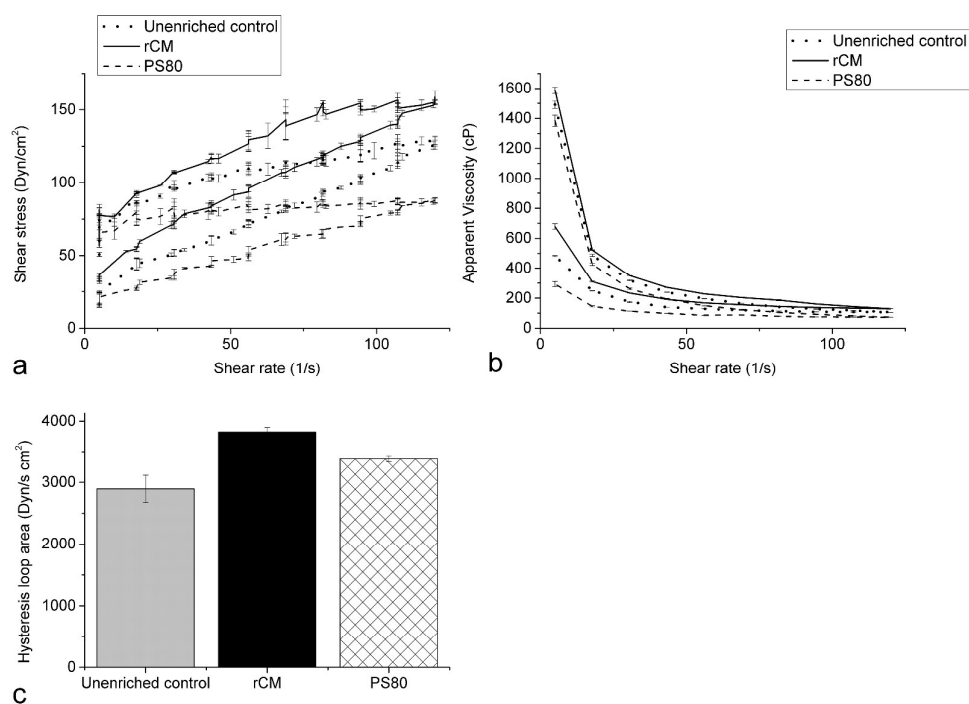 Unenriched control
rCM
PS80
150
100
50
0
Shear stress (Dyn/cm²)
0 50 100
Shear rate (1/s)
a
Unenriched control
rCM
PS80
1600
1400
1200
1000
800
600
400
200
0
Apparent Viscosity (cP)
0 50 100
Shear rate (1/s)
b
4000
3000
2000
1000
0
Hysteresis loop area (Dyn/s cm²)
Unenriched control rCM PS80
c